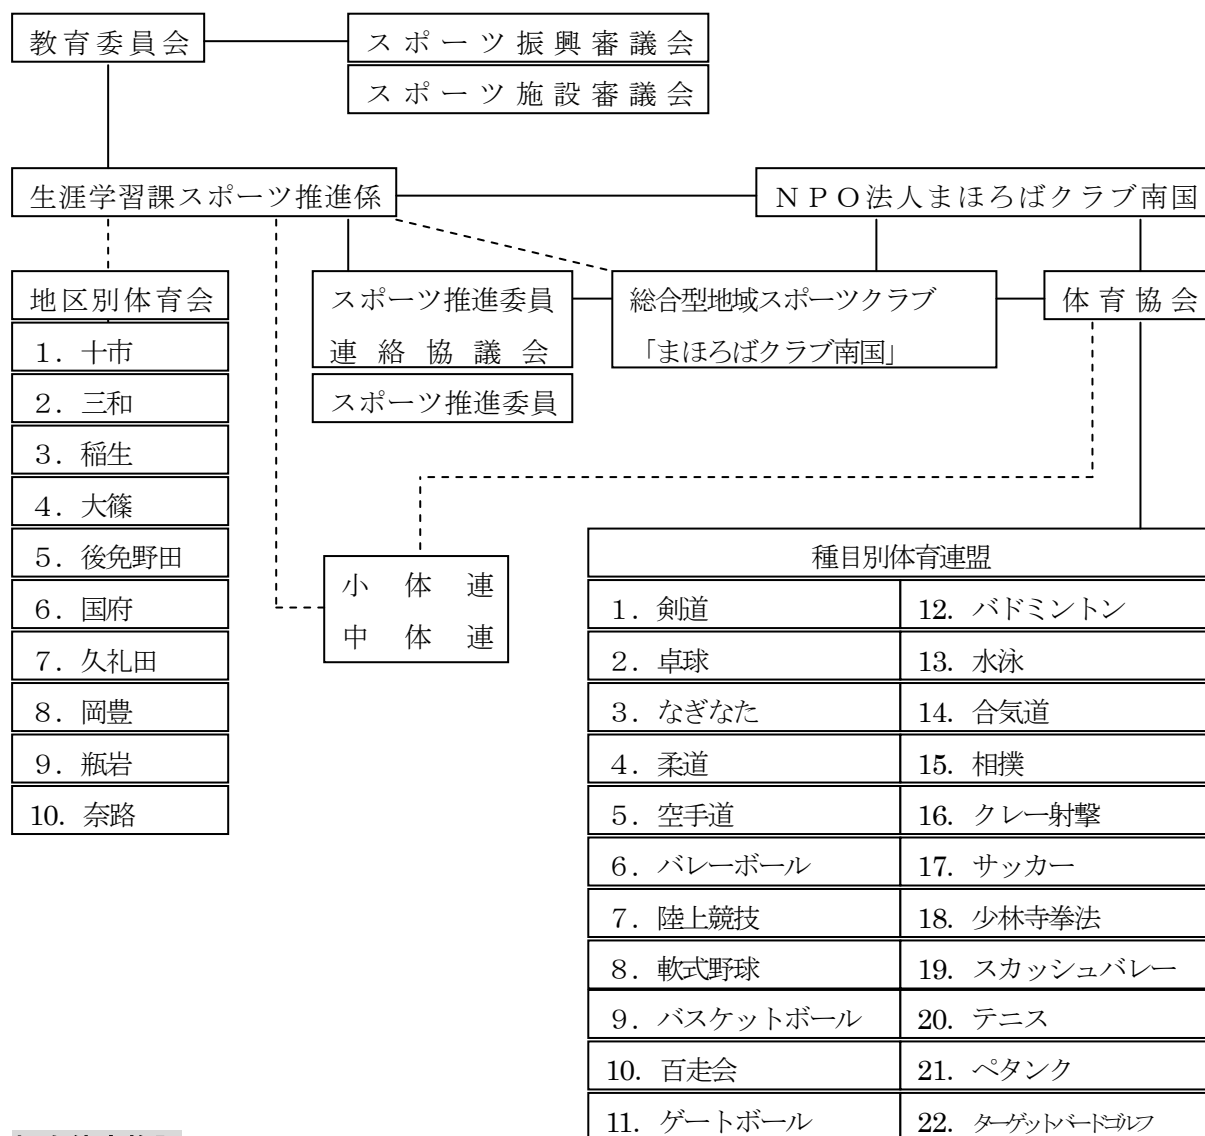 教育委員会
スポーツ振興審議会
スポーツ施設審議会
生涯学習課スポーツ推進係
ＮＰＯ法人まほろばクラブ南国
地区別体育会
１．十市
２．三和
３．稲生
４．大篠
５．後免野田
６．国府
７．久礼田
８．岡豊
９．瓶岩
10．奈路
スポーツ推進委員
連絡協議会
スポーツ推進委員
総合型地域スポーツクラブ
「まほろばクラブ南国」
体育協会
小体連
中体連
種目別体育連盟
１．剣道
２．卓球
３．なぎなた
４．柔道
５．空手道
６．バレーボール
７．陸上競技
８．軟式野球
９．バスケットボール
10．百走会
11．ゲートボール
12．バドミントン
13．水泳
14．合気道
15．相撲
16．クレー射撃
17．サッカー
18．少林寺拳法
19．スカッシュバレー
20．テニス
21．ペタンク
22．ターゲットバードゴルフ